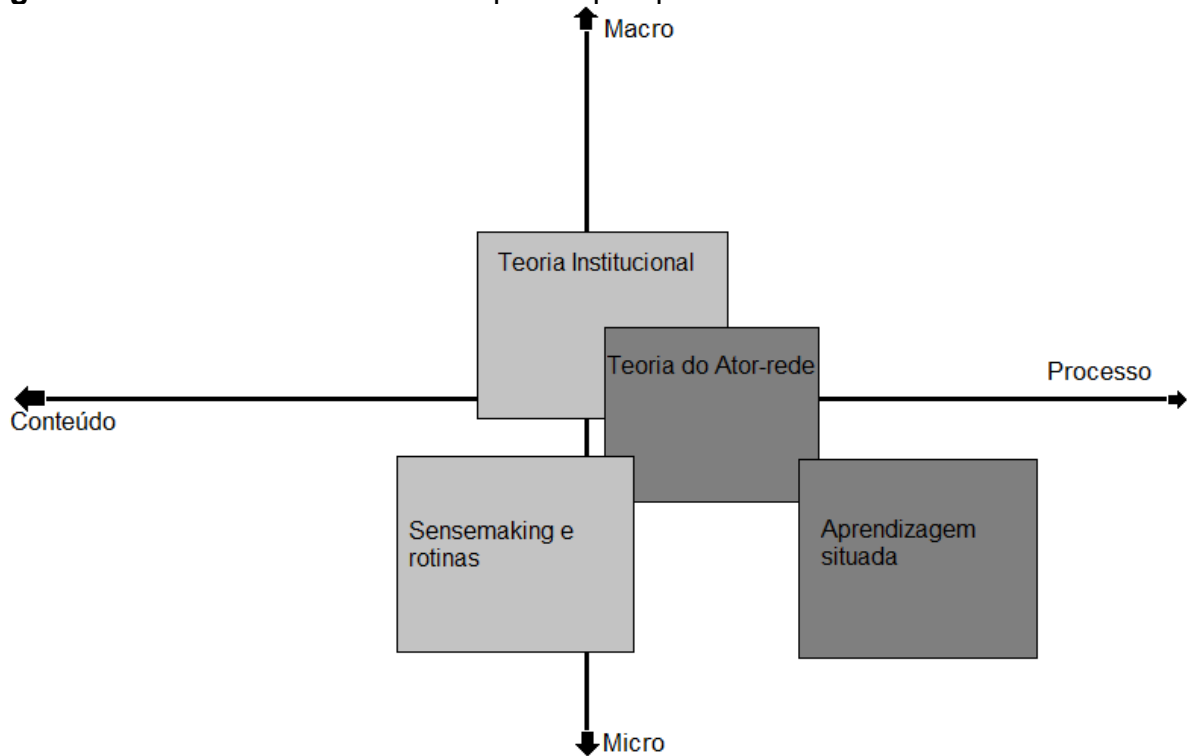 Macro
Teoria Institucional
Teoria do Ator-rede
Processo
Conteúdo
Sensemaking e
rotinas
Aprendizagem
situada
Micro